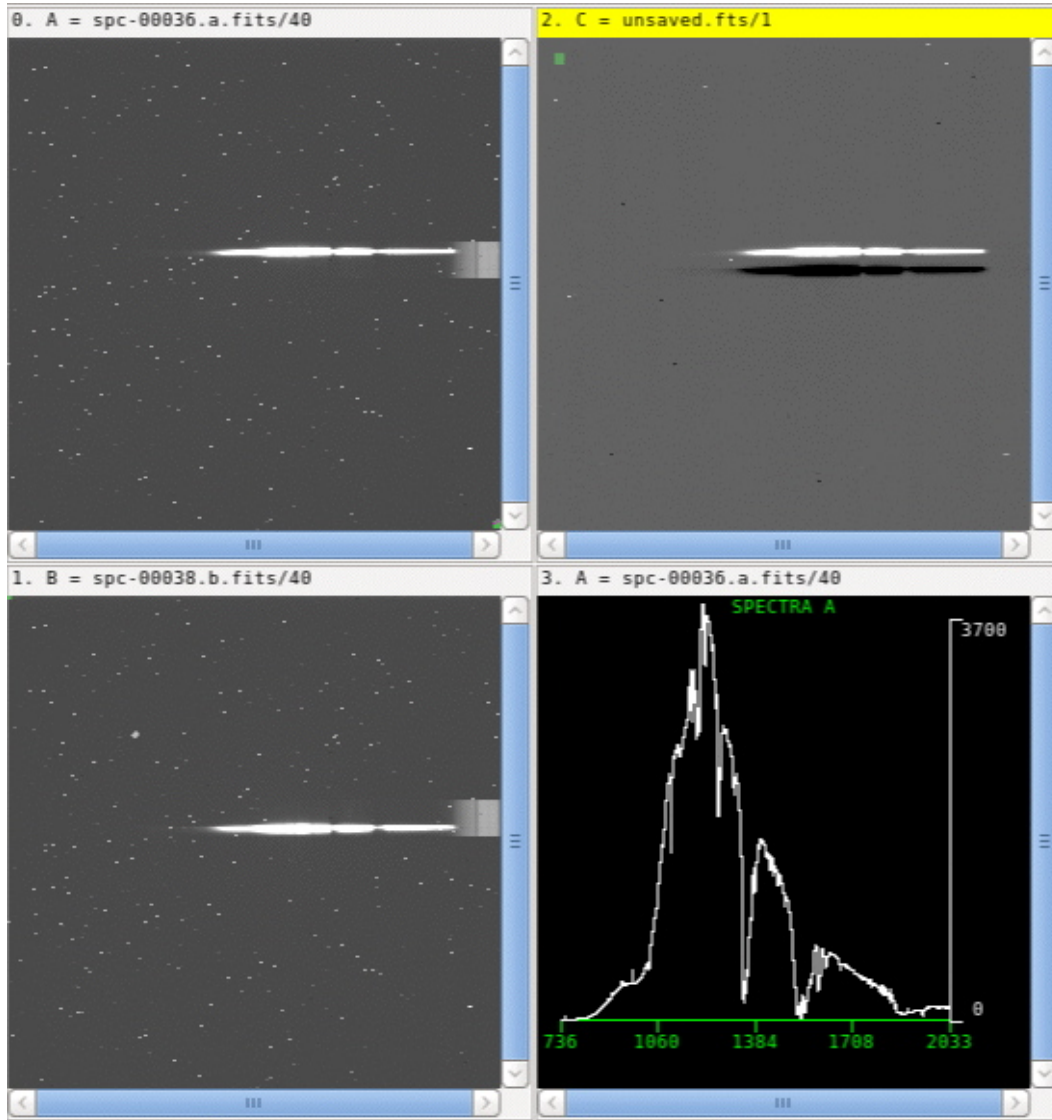 0. A = spc-00036.a.fits/40
2. C = unsaved.fts/1
1. B = spc-00038.b.fits/40
3. A = spc-00036.a.fits/40
SPECTRA A
3700
0
736 1060 1384 1708 2033